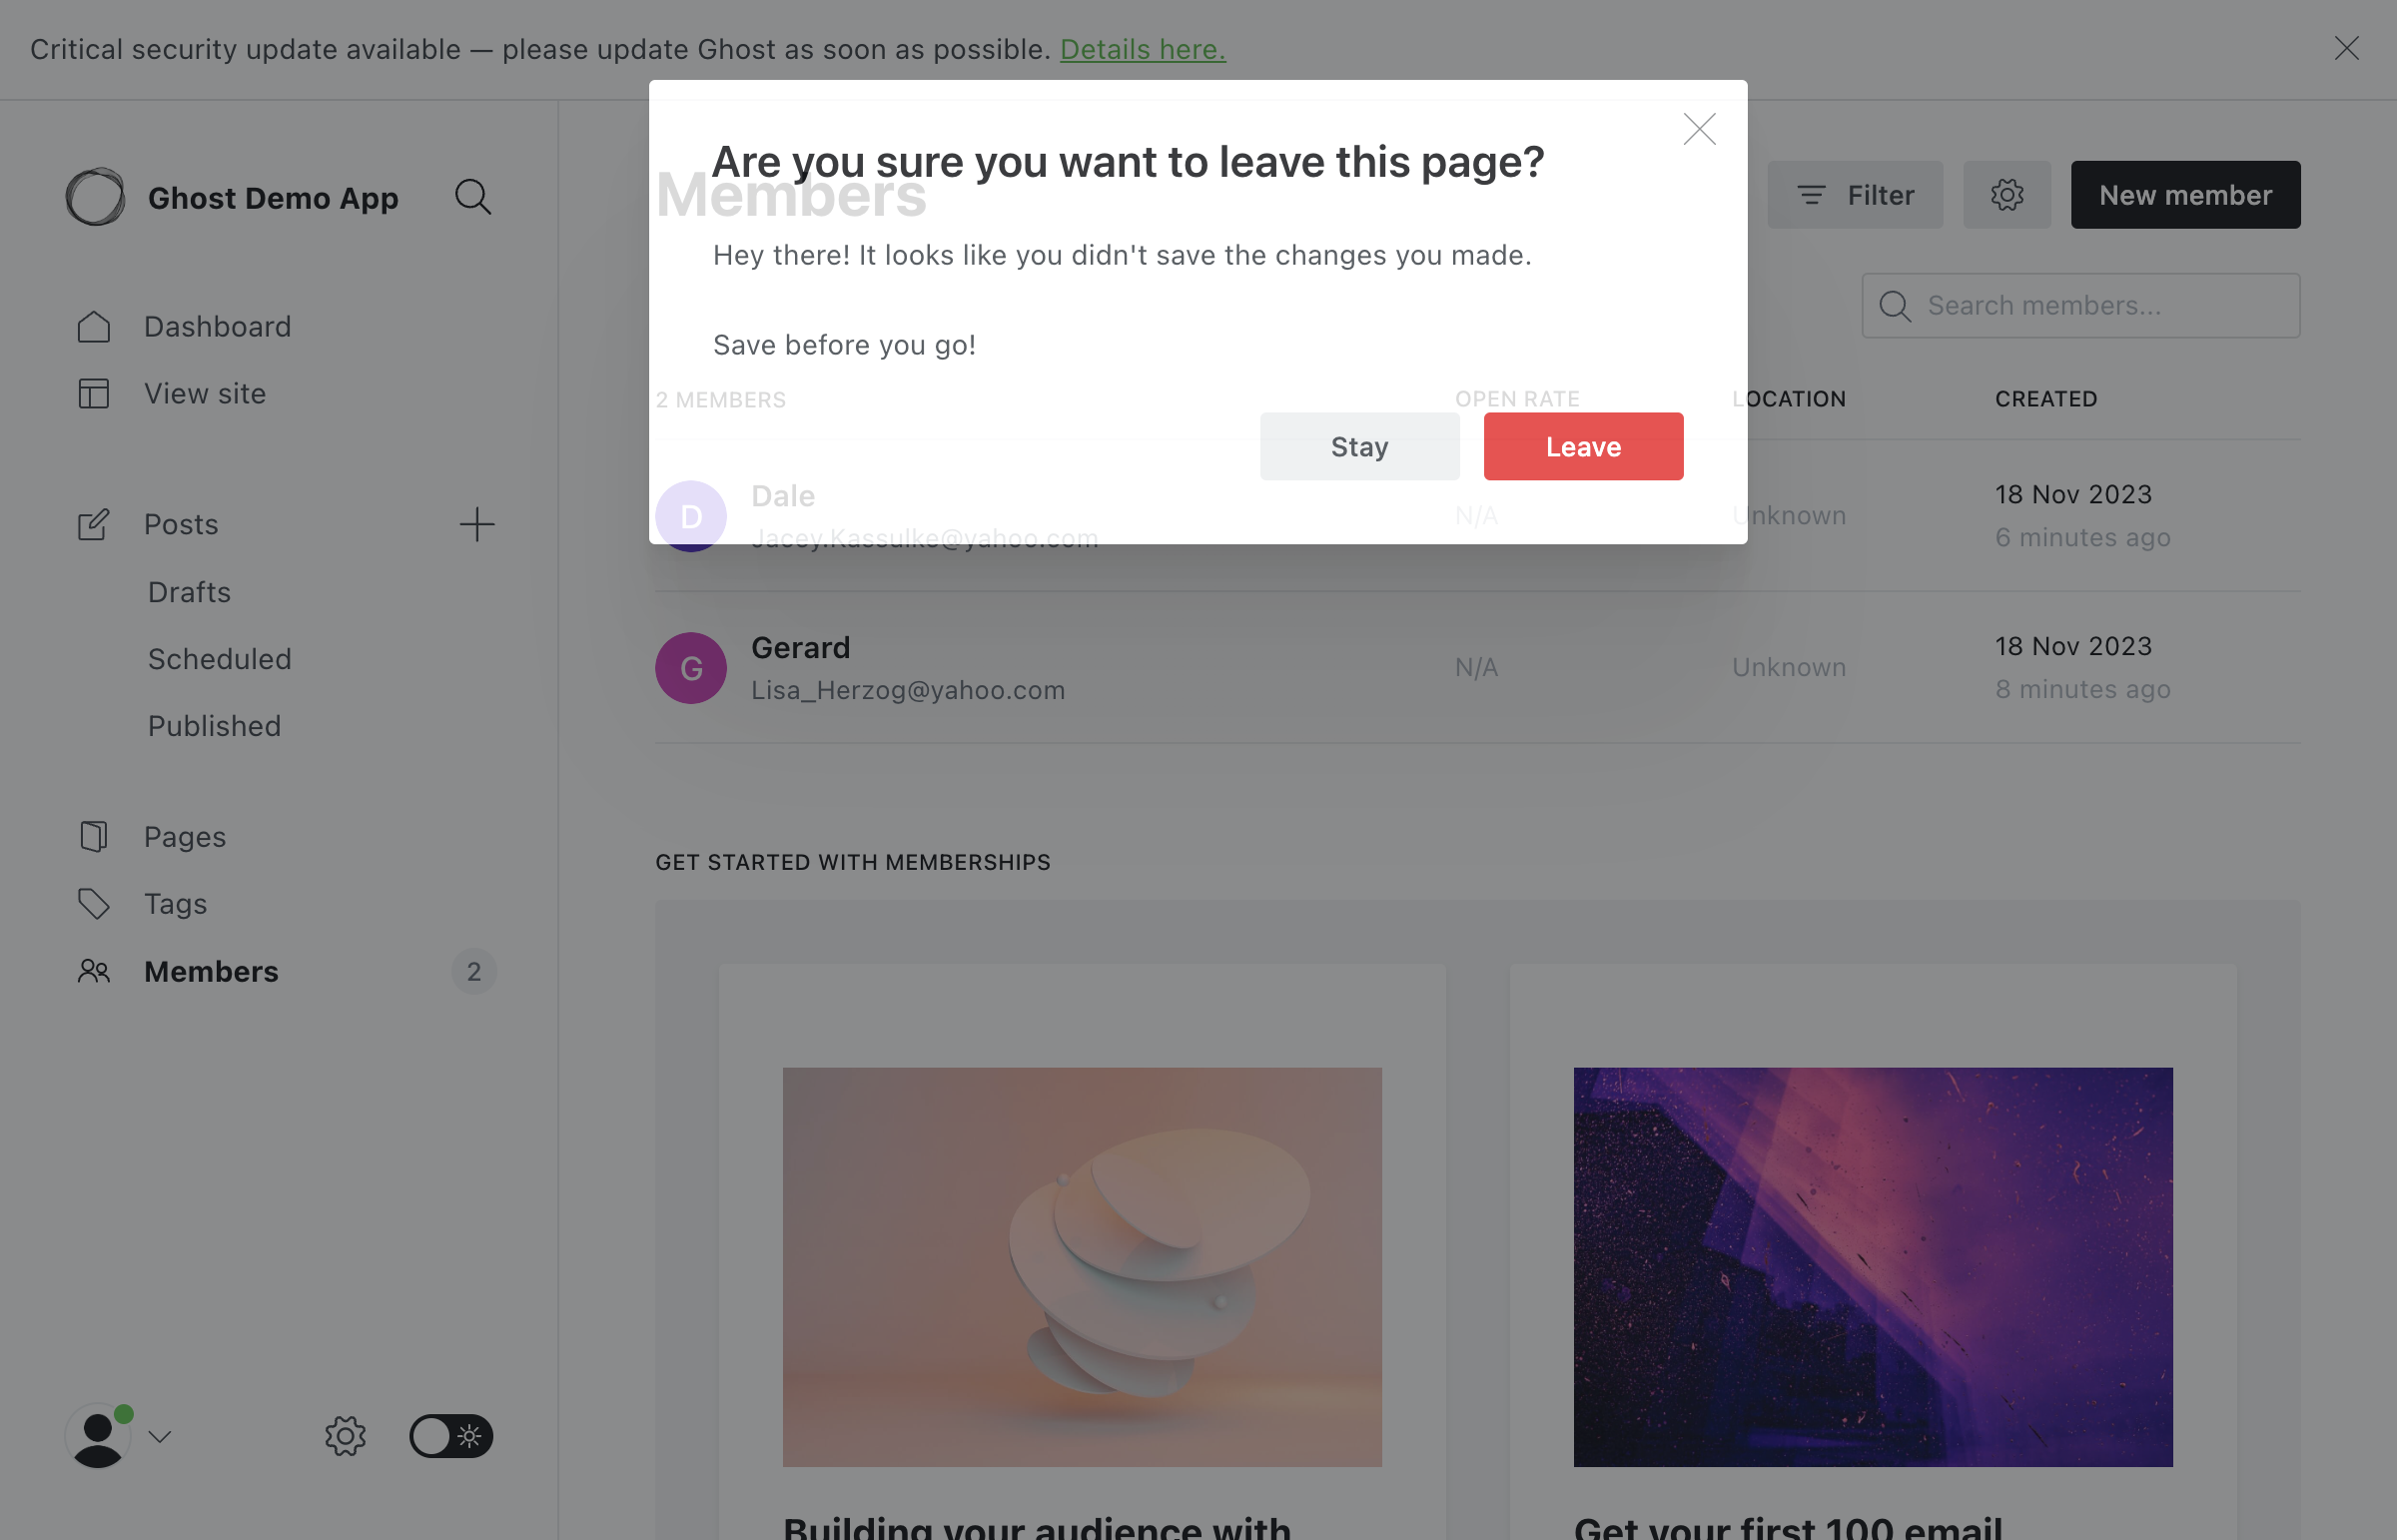 Critical security update available — please update Ghost as soon as possible. Details here.
Ghost Demo App
Dashboard
View site
Posts
Drafts
Scheduled
Published
Pages
Tags
Members 2
Are you sure you want to leave this page?
Hey there! It looks like you didn't save the changes you made.
Save before you go!
Stay Leave
Members
Filter New member
Search members...
2 MEMBERS OPEN RATE LOCATION CREATED
D Dale N/A Unknown 18 Nov 2023
Jacey.Kassulke@yahoo.com 6 minutes ago
G Gerard N/A Unknown 18 Nov 2023
Lisa_Herzog@yahoo.com 8 minutes ago
GET STARTED WITH MEMBERSHIPS
Building your audience with
Get your first 100 email